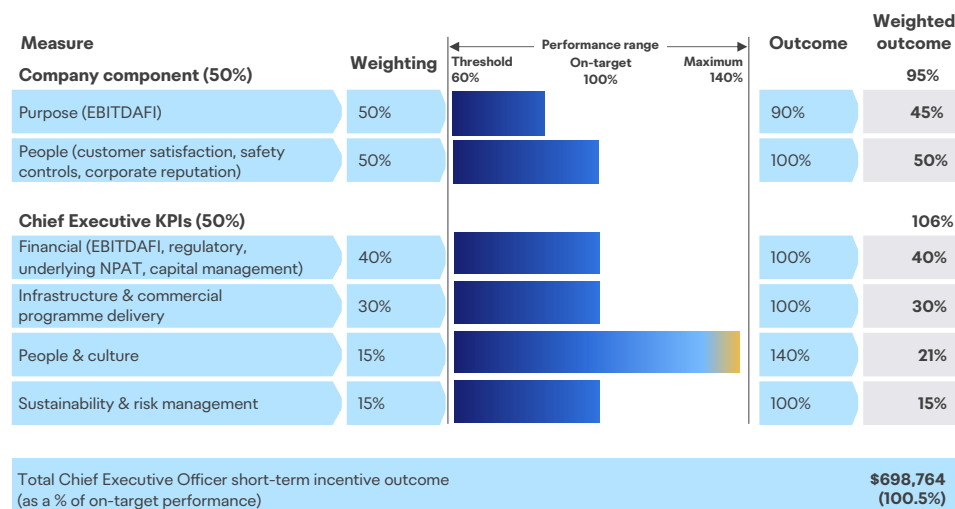 Measure
Weighting
Performance range
Threshold
60%
On-target
100%
Maximum
140%
Outcome
Weighted
outcome
Company component (50%)
95%
Purpose (EBITDAFI)
50%
90%
45%
People (customer satisfaction, safety
controls, corporate reputation)
50%
100%
50%
Chief Executive KPIs (50%)
106%
Financial (EBITDAFI, regulatory,
underlying NPAT, capital management)
40%
100%
40%
Infrastructure & commercial
programme delivery
30%
100%
30%
People & culture
15%
140%
21%
Sustainability & risk management
15%
100%
15%
Total Chief Executive Officer short-term incentive outcome
(as a % of on-target performance)
$698,764
(100.5%)